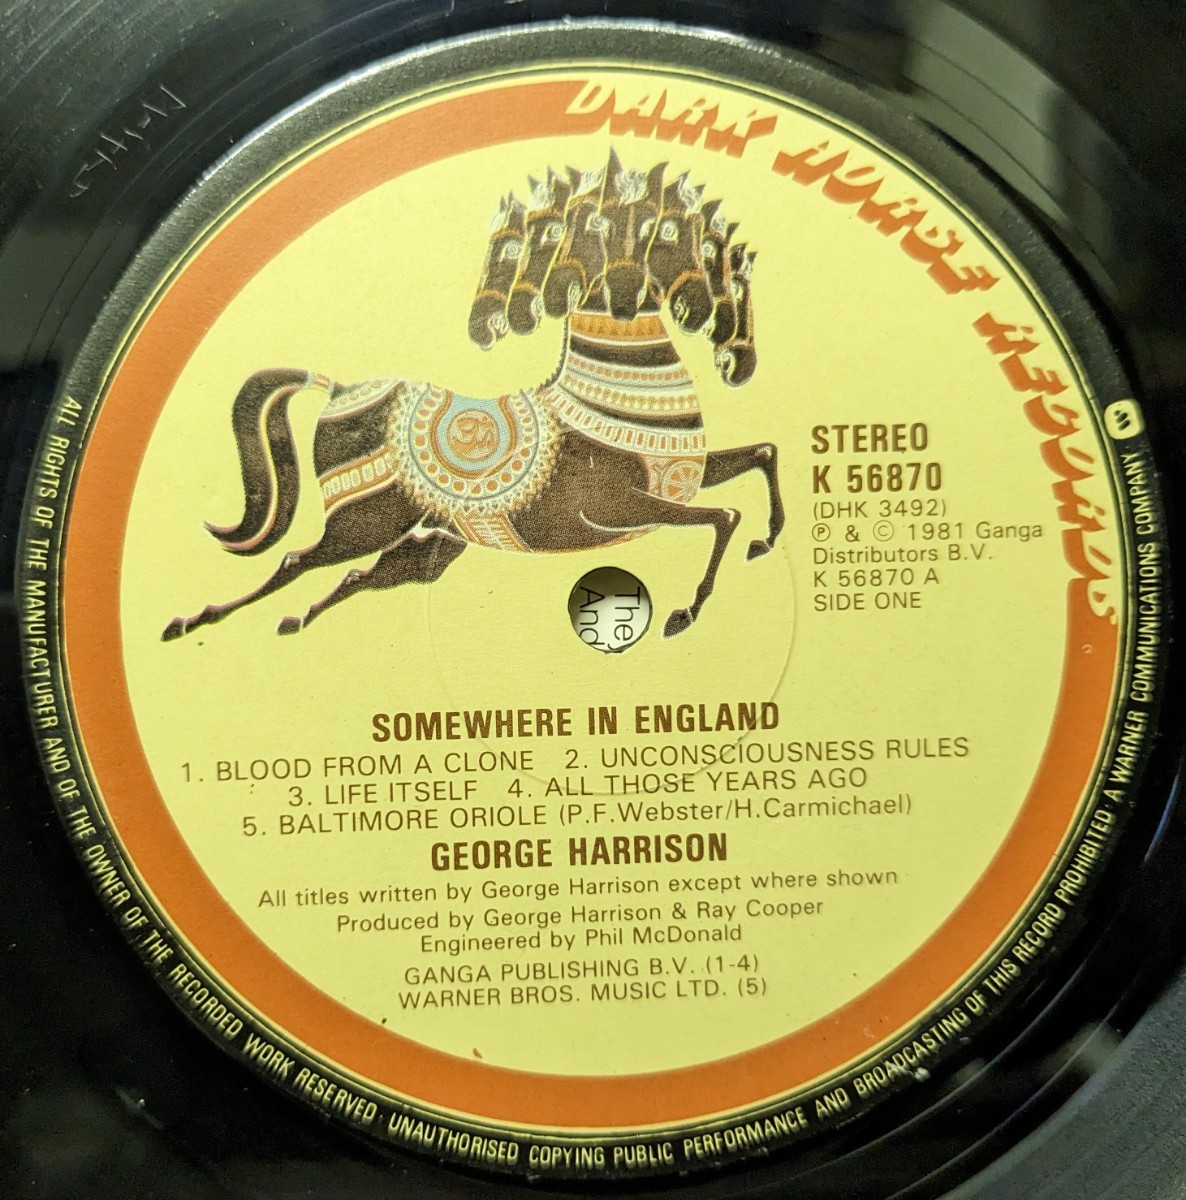 DARK HORSE RECORDS
STEREO
K 56870
(DHK 3492)
℗ & © 1981 Ganga
Distributors B.V.
K 56870 A
SIDE ONE
The
And
SOMEWHERE IN ENGLAND
1. BLOOD FROM A CLONE 2. UNCONSCIOUSNESS RULES
3. LIFE ITSELF 4. ALL THOSE YEARS AGO
5. BALTIMORE ORIOLE (P.F.Webster/H.Carmichael)
GEORGE HARRISON
All titles written by George Harrison except where shown
Produced by George Harrison & Ray Cooper
Engineered by Phil McDonald
GANGA PUBLISHING B.V. (1-4)
WARNER BROS. MUSIC LTD. (5)
ALL RIGHTS OF THE MANUFACTURER AND OF THE OWNER OF THE RECORDED WORK RESERVED · UNAUTHORISED COPYING PUBLIC PERFORMANCE AND BROADCASTING OF THIS RECORD PROHIBITED · A WARNER COMMUNICATIONS COMPANY